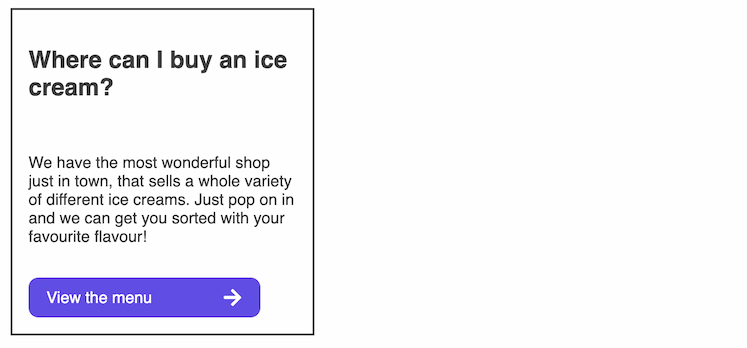 Where can I buy an ice
cream?
We have the most wonderful shop
just in town, that sells a whole variety
of different ice creams. Just pop on in
and we can get you sorted with your
favourite flavour!
View the menu